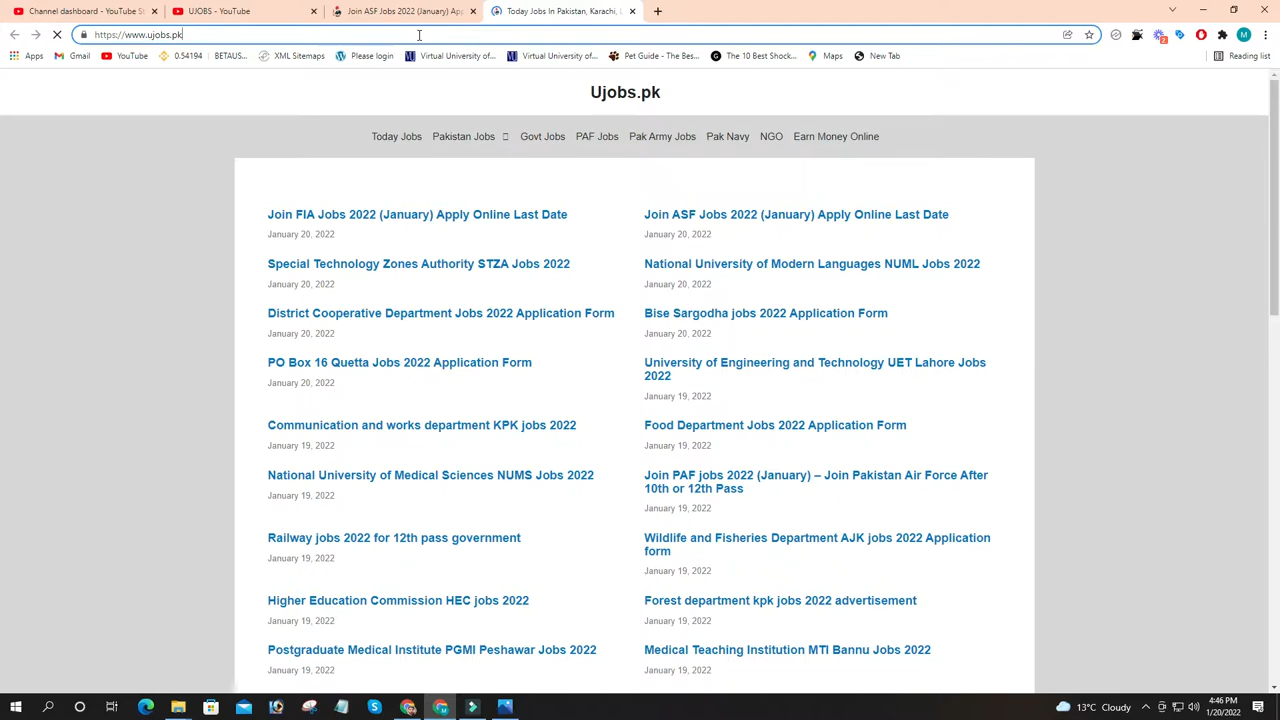 Channel dashboard - YouTube St
UJOBS - YouTube
Join ASF Jobs 2022 (January) Ap
Today Jobs In Pakistan, Karachi, L
https://www.ujobs.pk
Apps
Gmail
YouTube
0.54194
BETAUS...
XML Sitemaps
Please login
Virtual University of...
Virtual University of...
Pet Guide - The Bes...
The 10 Best Shock...
Maps
New Tab
Reading list
Ujobs.pk
Today Jobs Pakistan Jobs Govt Jobs PAF Jobs Pak Army Jobs Pak Navy NGO Earn Money Online
Join FIA Jobs 2022 (January) Apply Online Last Date
January 20, 2022
Join ASF Jobs 2022 (January) Apply Online Last Date
January 20, 2022
Special Technology Zones Authority STZA Jobs 2022
January 20, 2022
National University of Modern Languages NUML Jobs 2022
January 20, 2022
District Cooperative Department Jobs 2022 Application Form
January 20, 2022
Bise Sargodha jobs 2022 Application Form
January 20, 2022
PO Box 16 Quetta Jobs 2022 Application Form
January 20, 2022
University of Engineering and Technology UET Lahore Jobs
2022
January 19, 2022
Communication and works department KPK jobs 2022
January 19, 2022
Food Department Jobs 2022 Application Form
January 19, 2022
National University of Medical Sciences NUMS Jobs 2022
January 19, 2022
Join PAF jobs 2022 (January) – Join Pakistan Air Force After
10th or 12th Pass
January 19, 2022
Railway jobs 2022 for 12th pass government
January 19, 2022
Wildlife and Fisheries Department AJK jobs 2022 Application
form
January 19, 2022
Higher Education Commission HEC jobs 2022
January 19, 2022
Forest department kpk jobs 2022 advertisement
January 19, 2022
Postgraduate Medical Institute PGMI Peshawar Jobs 2022
January 19, 2022
Medical Teaching Institution MTI Bannu Jobs 2022
January 19, 2022
13°C Cloudy
4:46 PM
1/20/2022